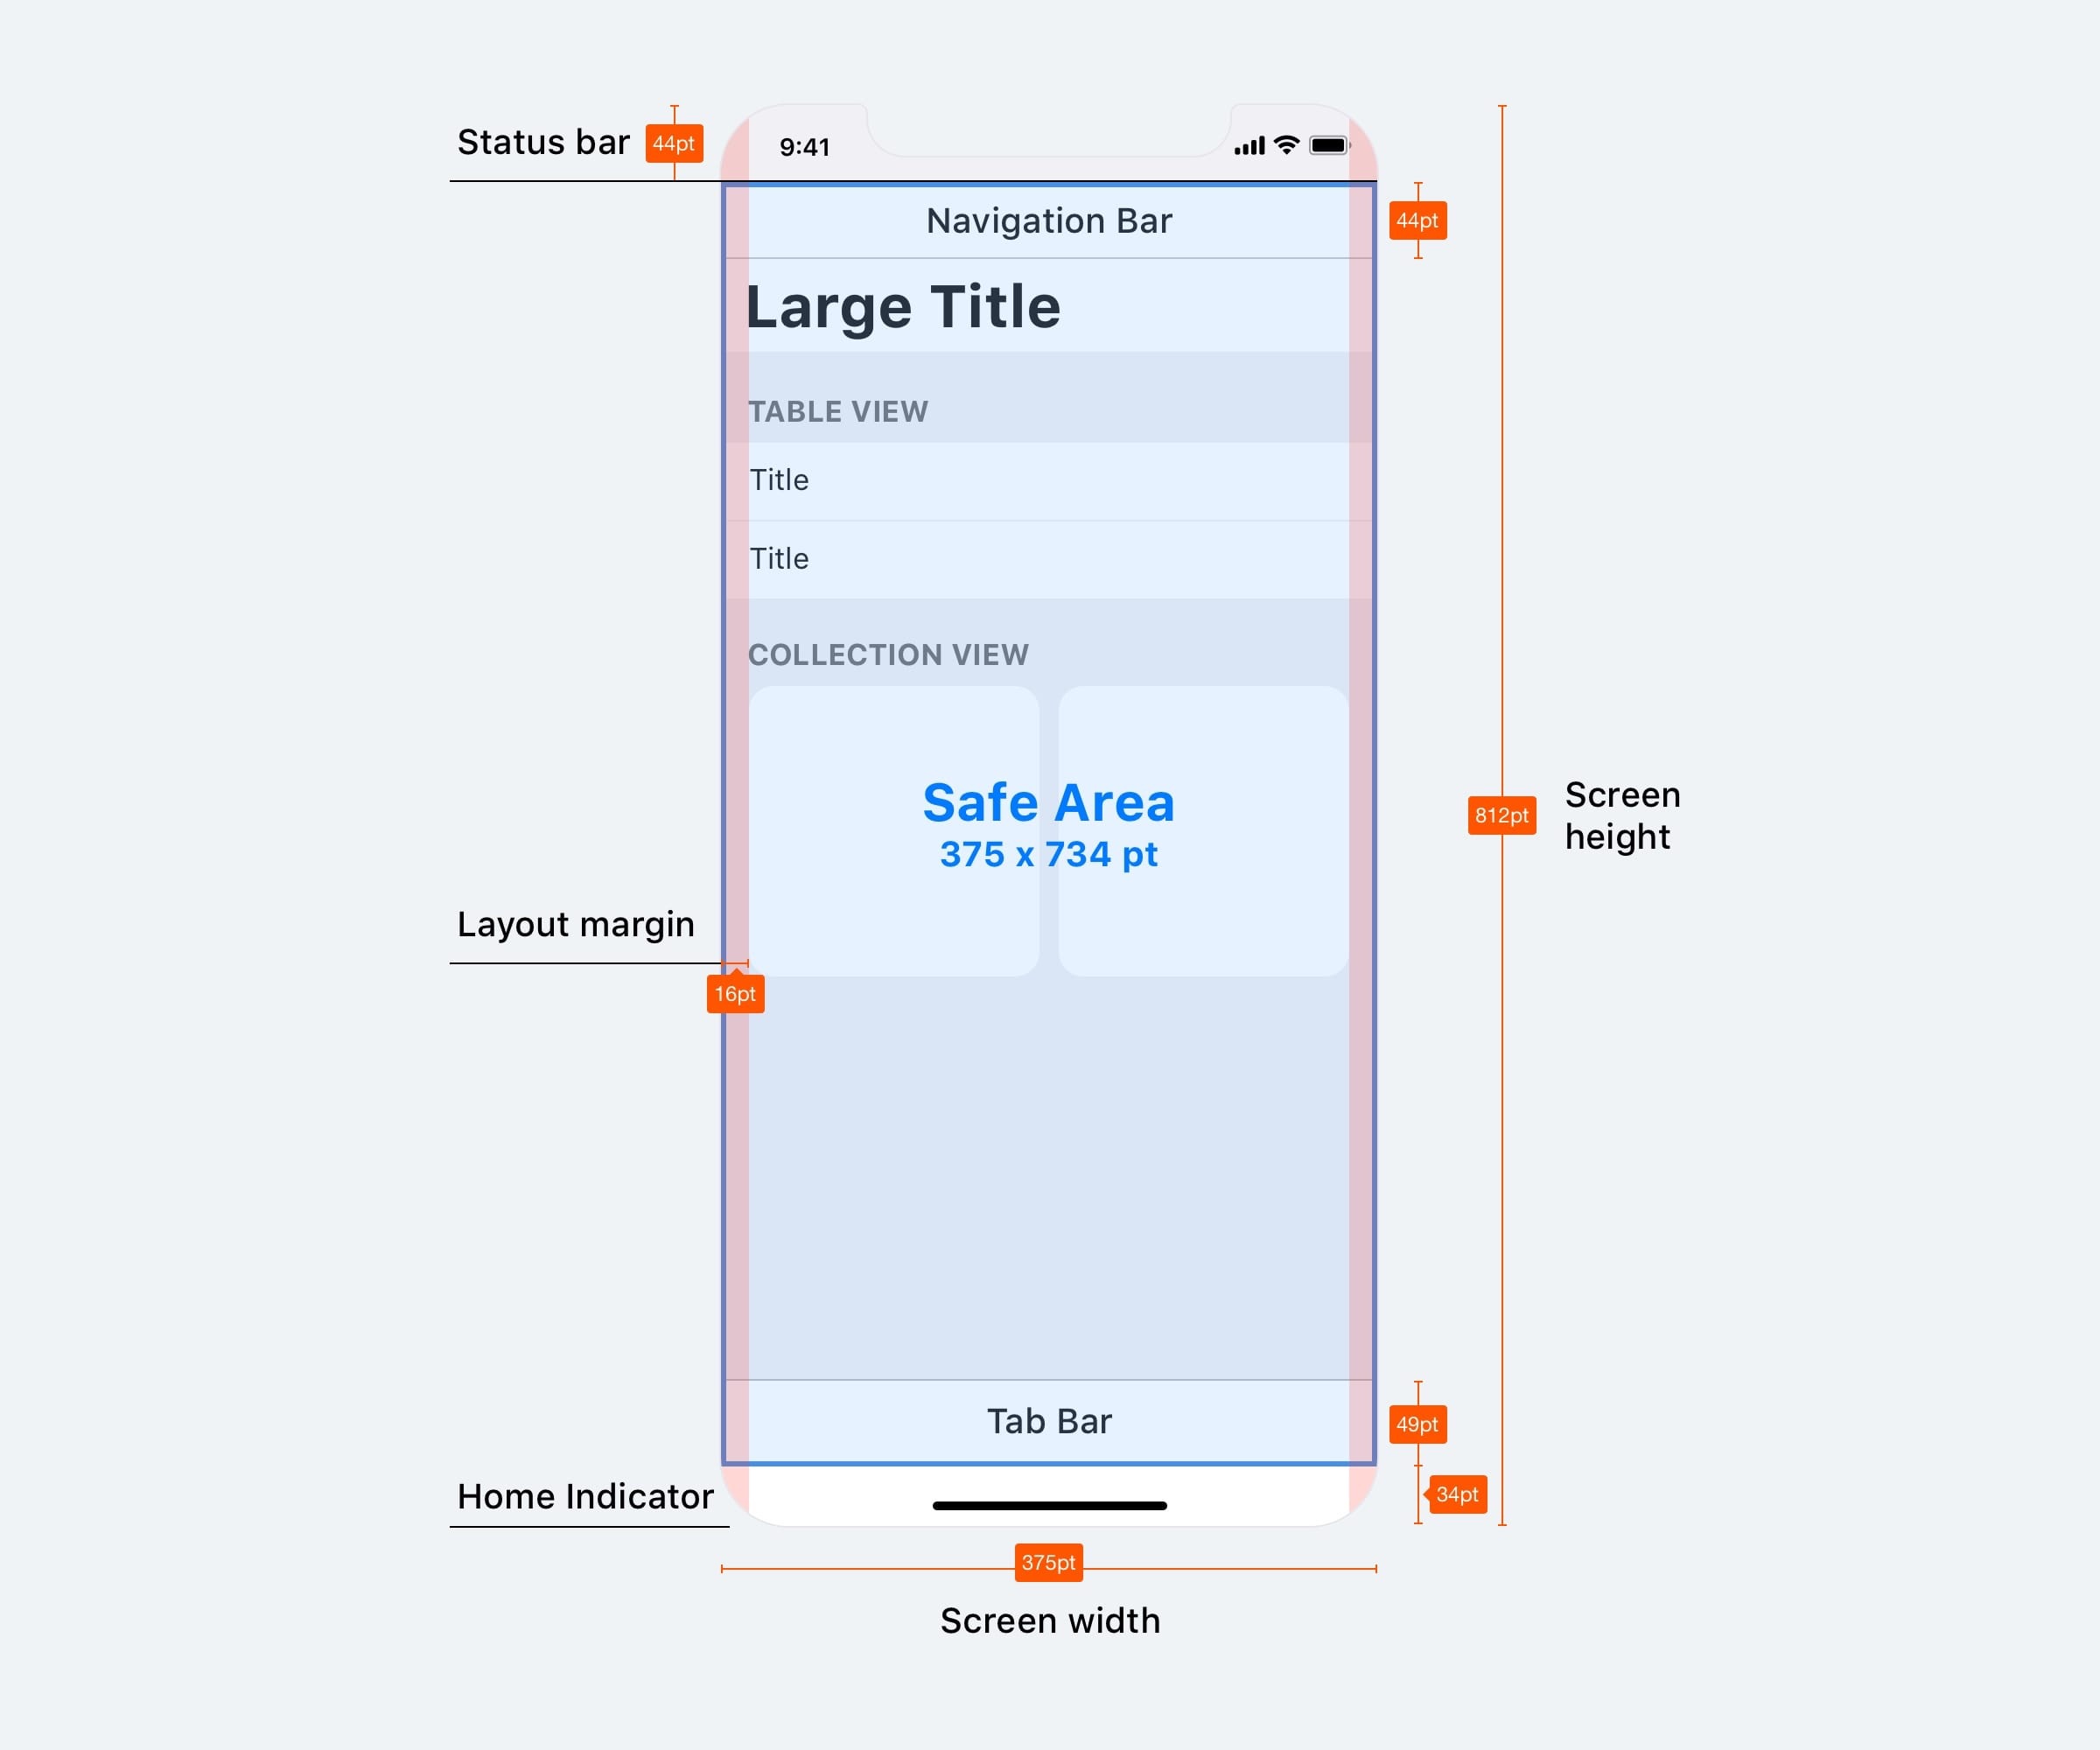 Status bar
44pt
9:41
Navigation Bar
44pt
Large Title
TABLE VIEW
Title
Title
COLLECTION VIEW
Safe Area
375 x 734 pt
812pt
Screen
height
Layout margin
16pt
Tab Bar
49pt
Home Indicator
34pt
375pt
Screen width